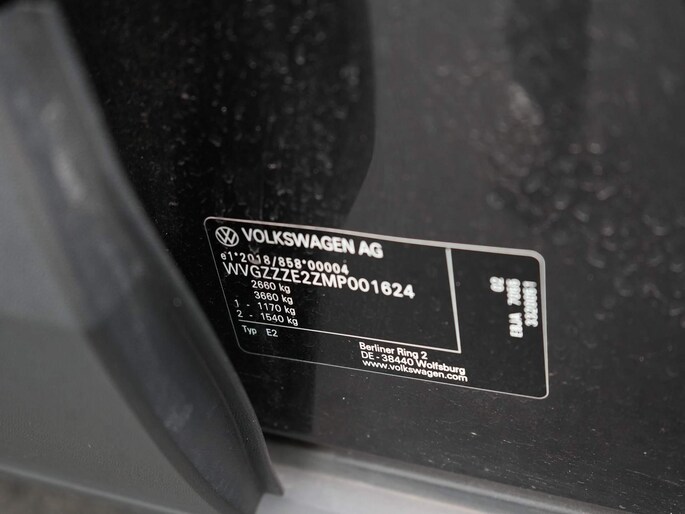 VOLKSWAGEN AG
e1*2018/858*00004
WVGZZZE2ZMP001624
2660 kg
3660 kg
1 - 1170 kg
2 - 1540 kg
Typ E2
Berliner Ring 2
DE - 38440 Wolfsburg
www.volkswagen.com